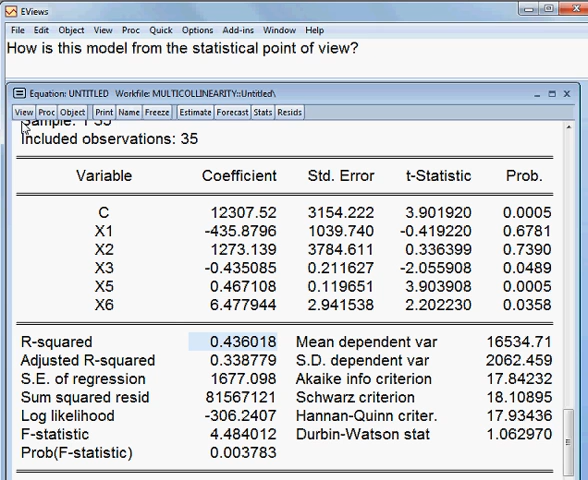 EViews
File Edit Object View Proc Quick Options Add-ins Window Help
How is this model from the statistical point of view?
Equation: UNTITLED Workfile: MULTICOLLINEARITY::Untitled\
View Proc Object Print Name Freeze Estimate Forecast Stats Resids
Sample: 1 35
Included observations: 35
Variable Coefficient Std. Error t-Statistic Prob.
C 12307.52 3154.222 3.901920 0.0005
X1 -435.8796 1039.740 -0.419220 0.6781
X2 1273.139 3784.611 0.336399 0.7390
X3 -0.435085 0.211627 -2.055908 0.0489
X5 0.467108 0.119651 3.903908 0.0005
X6 6.477944 2.941538 2.202230 0.0358
R-squared 0.436018 Mean dependent var 16534.71
Adjusted R-squared 0.338779 S.D. dependent var 2062.459
S.E. of regression 1677.098 Akaike info criterion 17.84232
Sum squared resid 81567121 Schwarz criterion 18.10895
Log likelihood -306.2407 Hannan-Quinn criter. 17.93436
F-statistic 4.484012 Durbin-Watson stat 1.062970
Prob(F-statistic) 0.003783